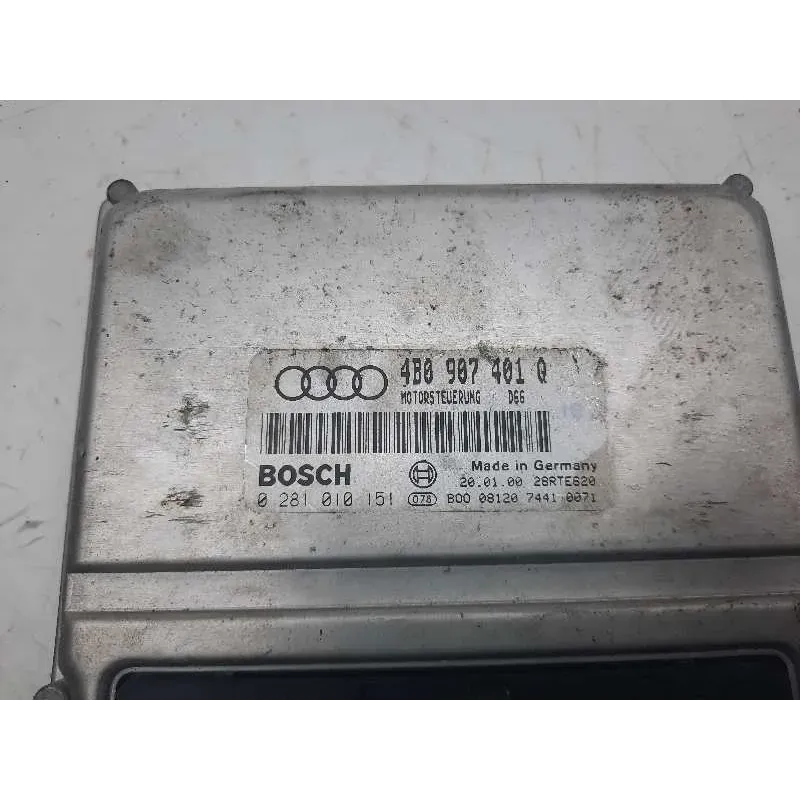 4B0 907 401 Q
MOTORSTEUERUNG D66
BOSCH
Made in Germany
20.01.00 28RTE620
0 281 010 151 078 B00 08120 7441 0071